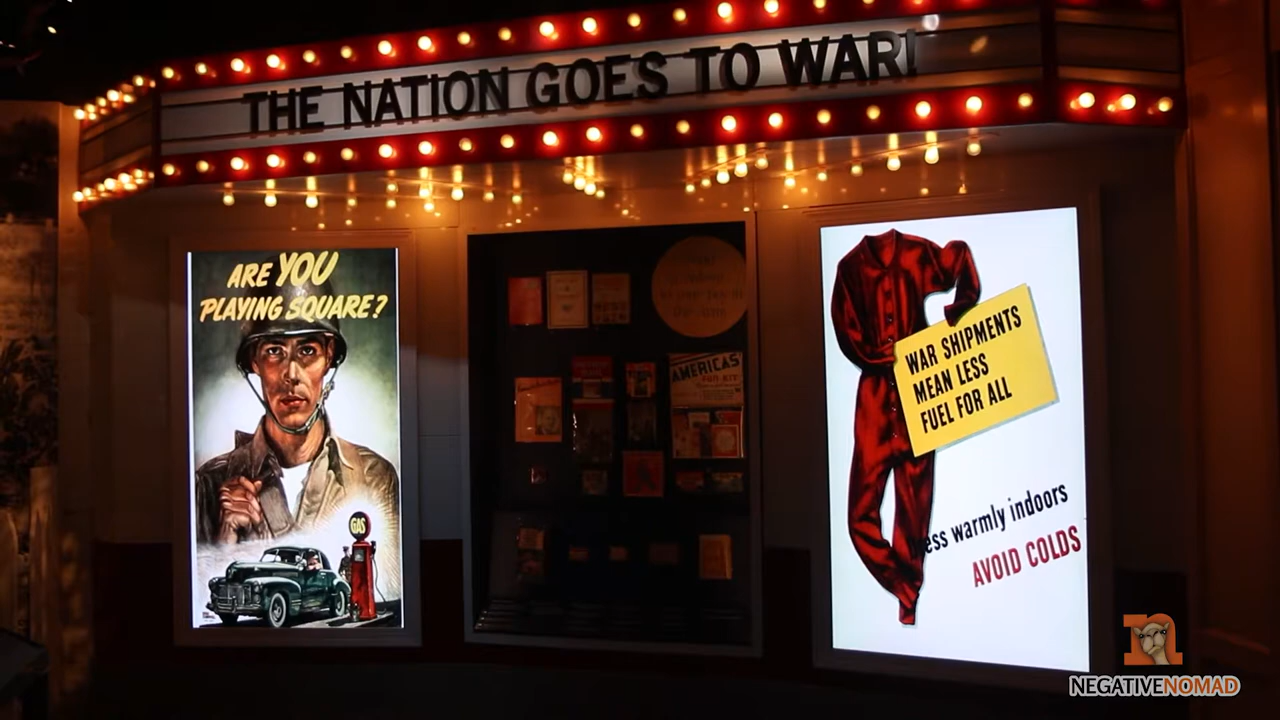 THE NATION GOES TO WAR!
ARE YOU
PLAYING SQUARE?
GAS
AMERICAS
WAR SHIPMENTS
MEAN LESS
FUEL FOR ALL
ess warmly indoors
AVOID COLDS
n
NEGATIVENOMAD